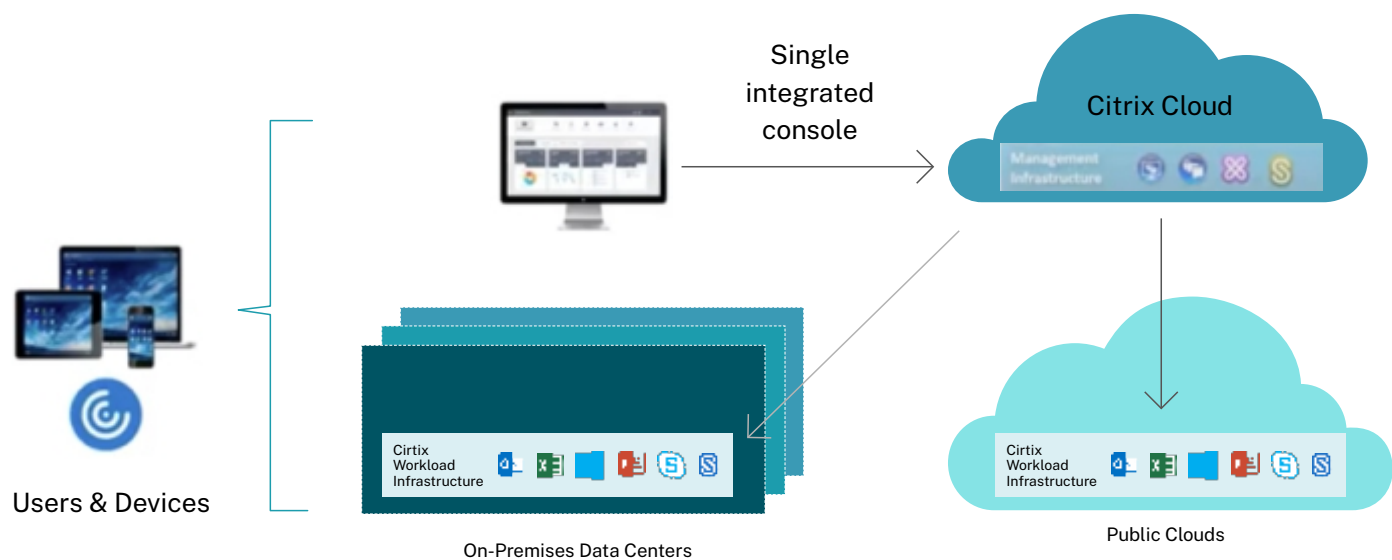 Single
integrated
console
Citrix Cloud
Management
Infrastructure
Cirtix
Workload
Infrastructure
Cirtix
Workload
Infrastructure
Users & Devices
On-Premises Data Centers
Public Clouds